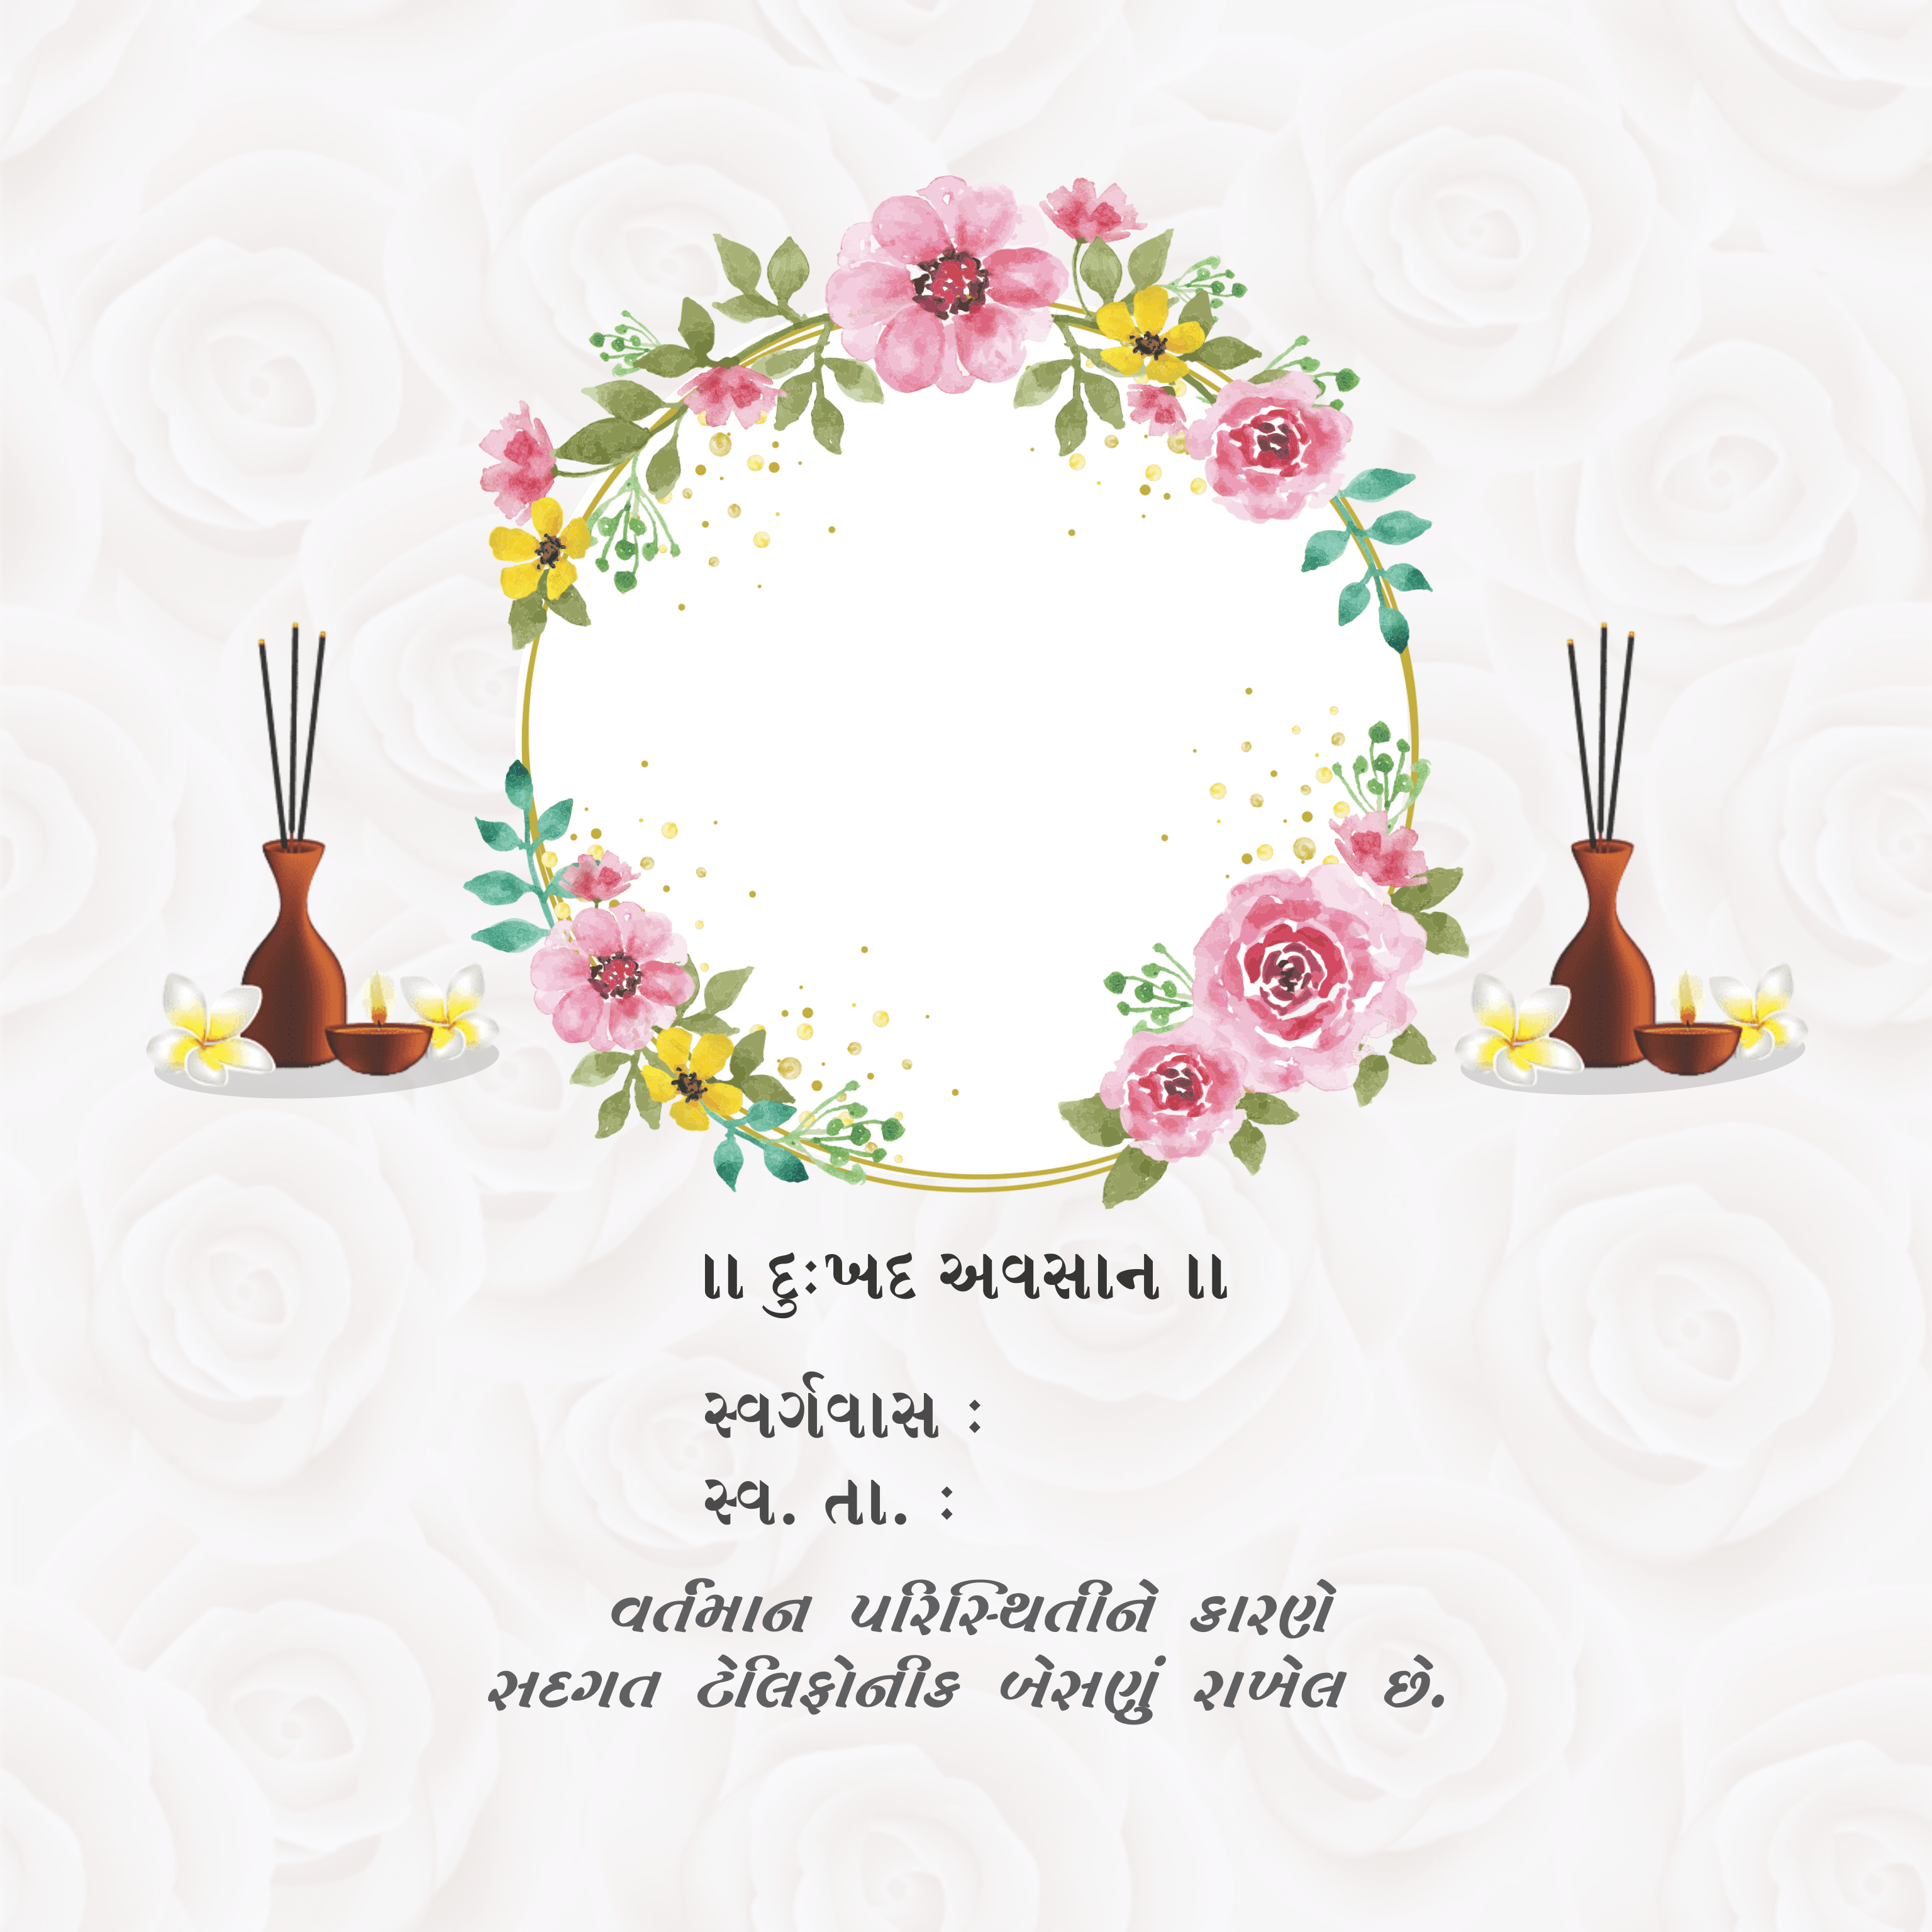 ॥ દુઃખદ અવસાન ॥
સ્વર્ગવાસ :
સ્વ. તા. :
વર્તમાન પરિસ્થિતીને કારણે
સદગત ટેલિફોનીક બેસણું રાખેલ છે.